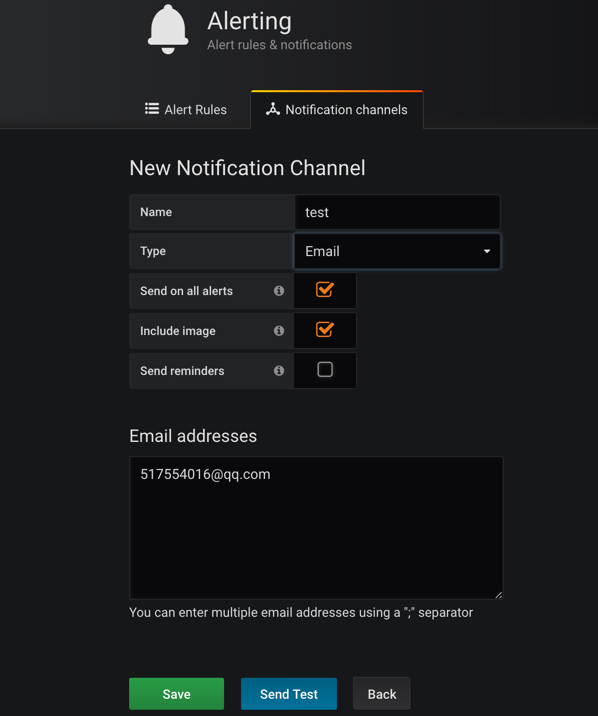 Alerting
Alert rules & notifications
Alert Rules
Notification channels
New Notification Channel
Name
test
Type
Email
Send on all alerts
Include image
Send reminders
Email addresses
517554016@qq.com
You can enter multiple email addresses using a ";" separator
Save
Send Test
Back